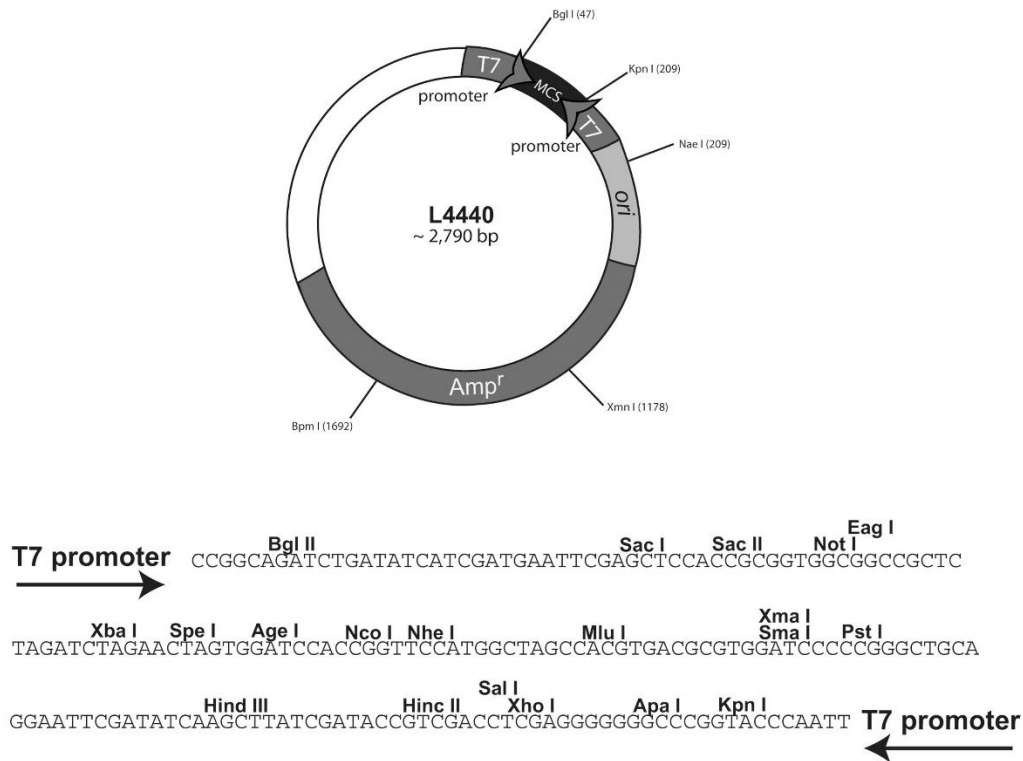 Bgl I (47)
T7
Kpn I (209)
MCS
promoter
T7
promoter
Nae I (209)
ori
L4440
~ 2,790 bp
Ampr
Xmn I (1178)
Bpm I (1692)
Eag I
Bgl II Sac I Sac II Not I
T7 promoter CCGGCAGATCTGATATCATCGATGAATTCGAGCTCCACCGCGGTGGCGGCCGCTC
Xma I
Xba I Spe I Age I Nco I Nhe I Mlu I Sma I Pst I
TAGATCTAGAACTAGTGGATCCACCGGTTCCATGGCTAGCCACGTGACGCGTGGATCCCCCGGGCTGCA
Sal I
Hind III Hinc II Xho I Apa I Kpn I
GGAATTCGATATCAAGCTTATCGATACCGTCGACCTCGAGGGGGGGCCCGGTACCCAATT T7 promoter